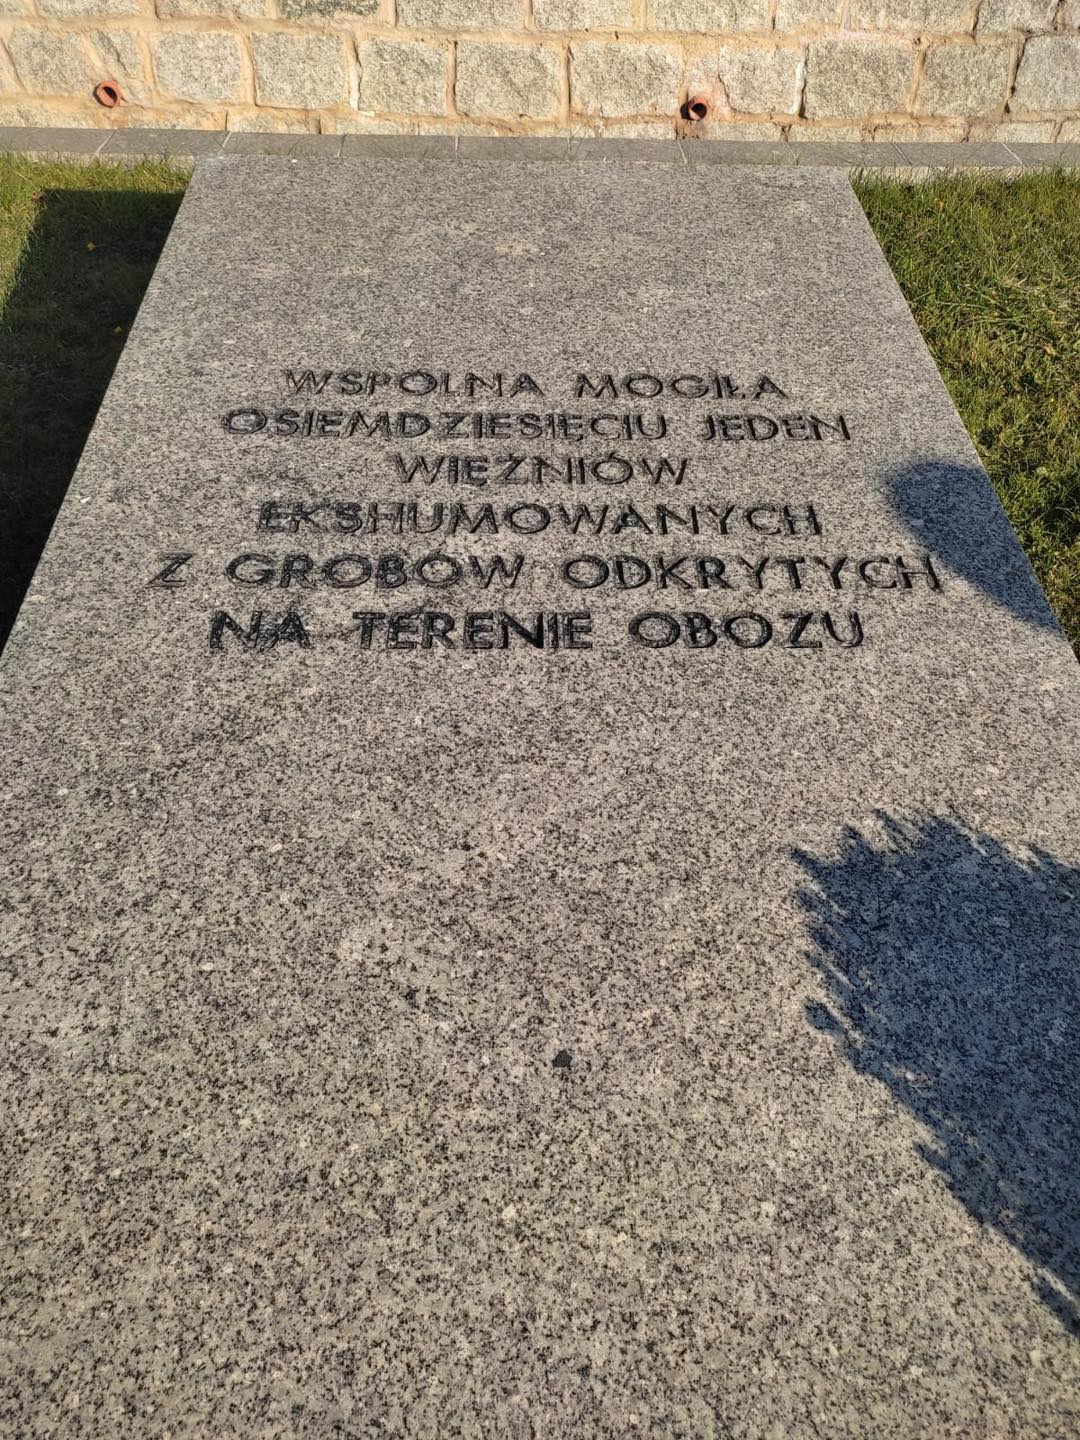 WSPÓLNA MOGIŁA
OSIEMDZIESIĘCIU JEDEN
WIĘŹNIÓW
EKSHUMOWANYCH
Z GROBÓW ODKRYTYCH
NA TERENIE OBOZU